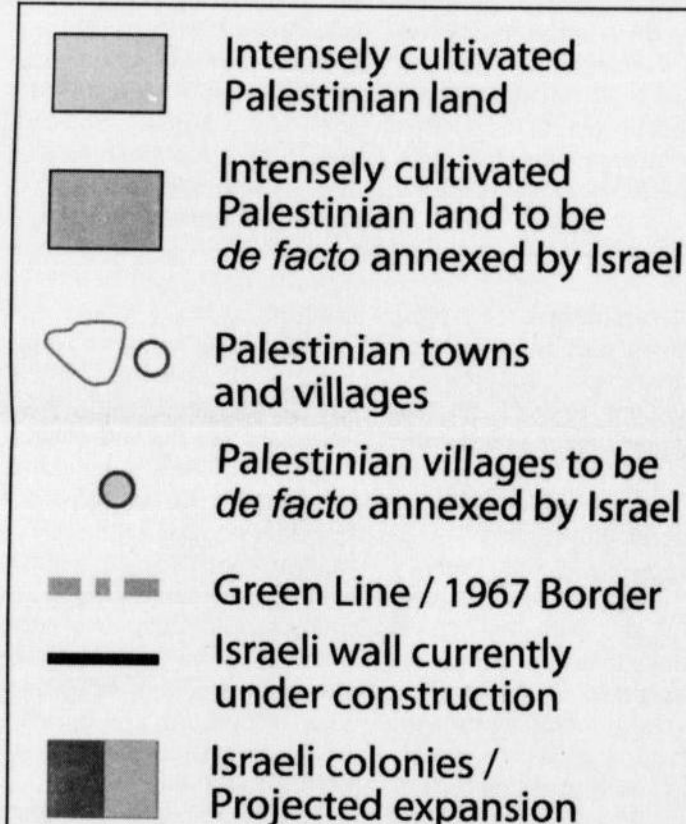 Intensely cultivated
Palestinian land
Intensely cultivated
Palestinian land to be
de facto annexed by Israel
Palestinian towns
and villages
Palestinian villages to be
de facto annexed by Israel
Green Line / 1967 Border
Israeli wall currently
under construction
Israeli colonies /
Projected expansion